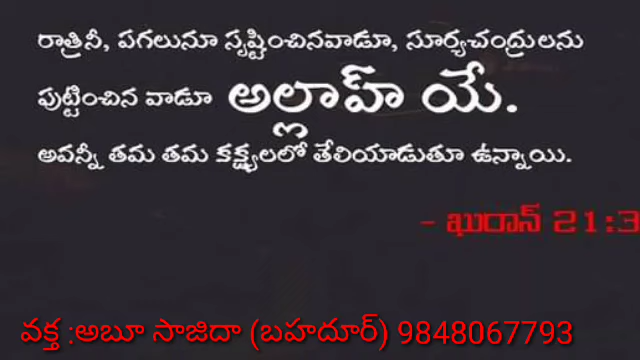 రాత్రినీ, పగలునూ సృష్టించినవాడూ, సూర్యచంద్రులను
పుట్టించిన వాడూ అల్లాహ్ యే.
అవన్నీ తమ తమ కక్ష్యలలో తేలియాడుతూ ఉన్నాయి.
- ఖురాన్ 21:3
వక్త :అబూ సాజిదా (బహదూర్) 9848067793